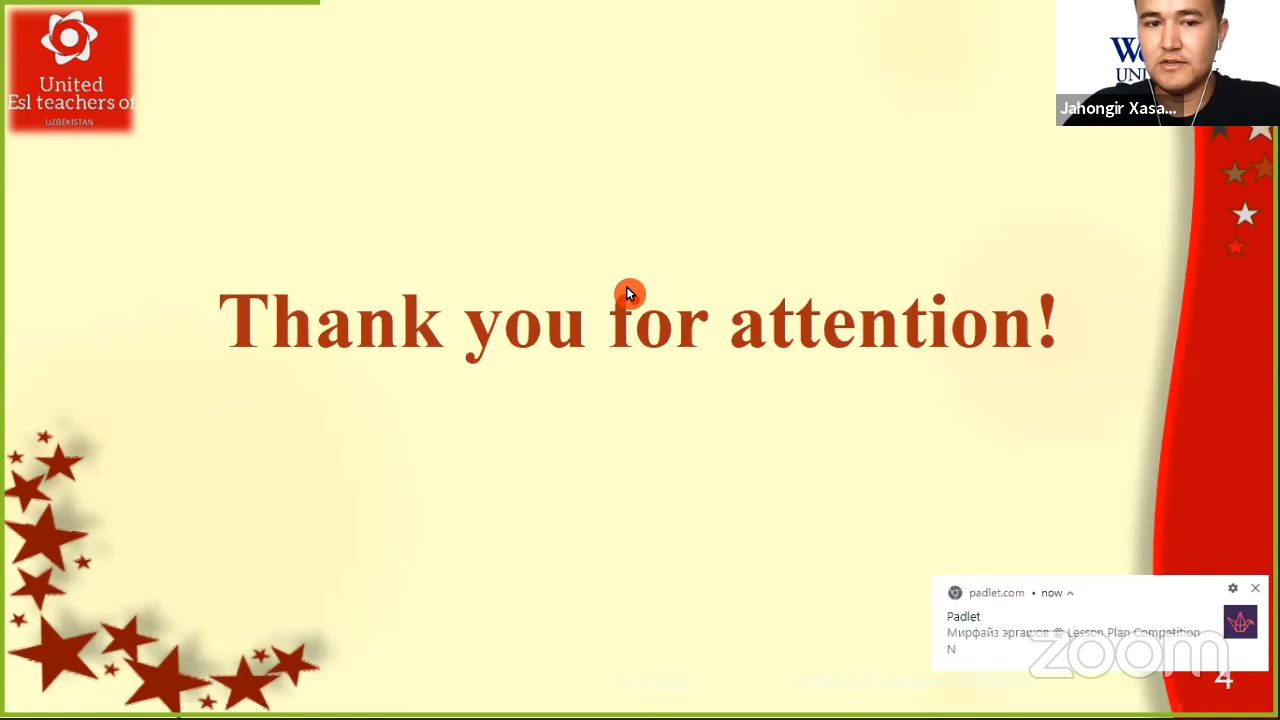 United
Esl teachers of
UZBEKISTAN
Jahongir Xasa...
Thank you for attention!
padlet.com • now
Padlet
Мирфайз эргашов @ Lesson Plan Competition
N
zoom
4